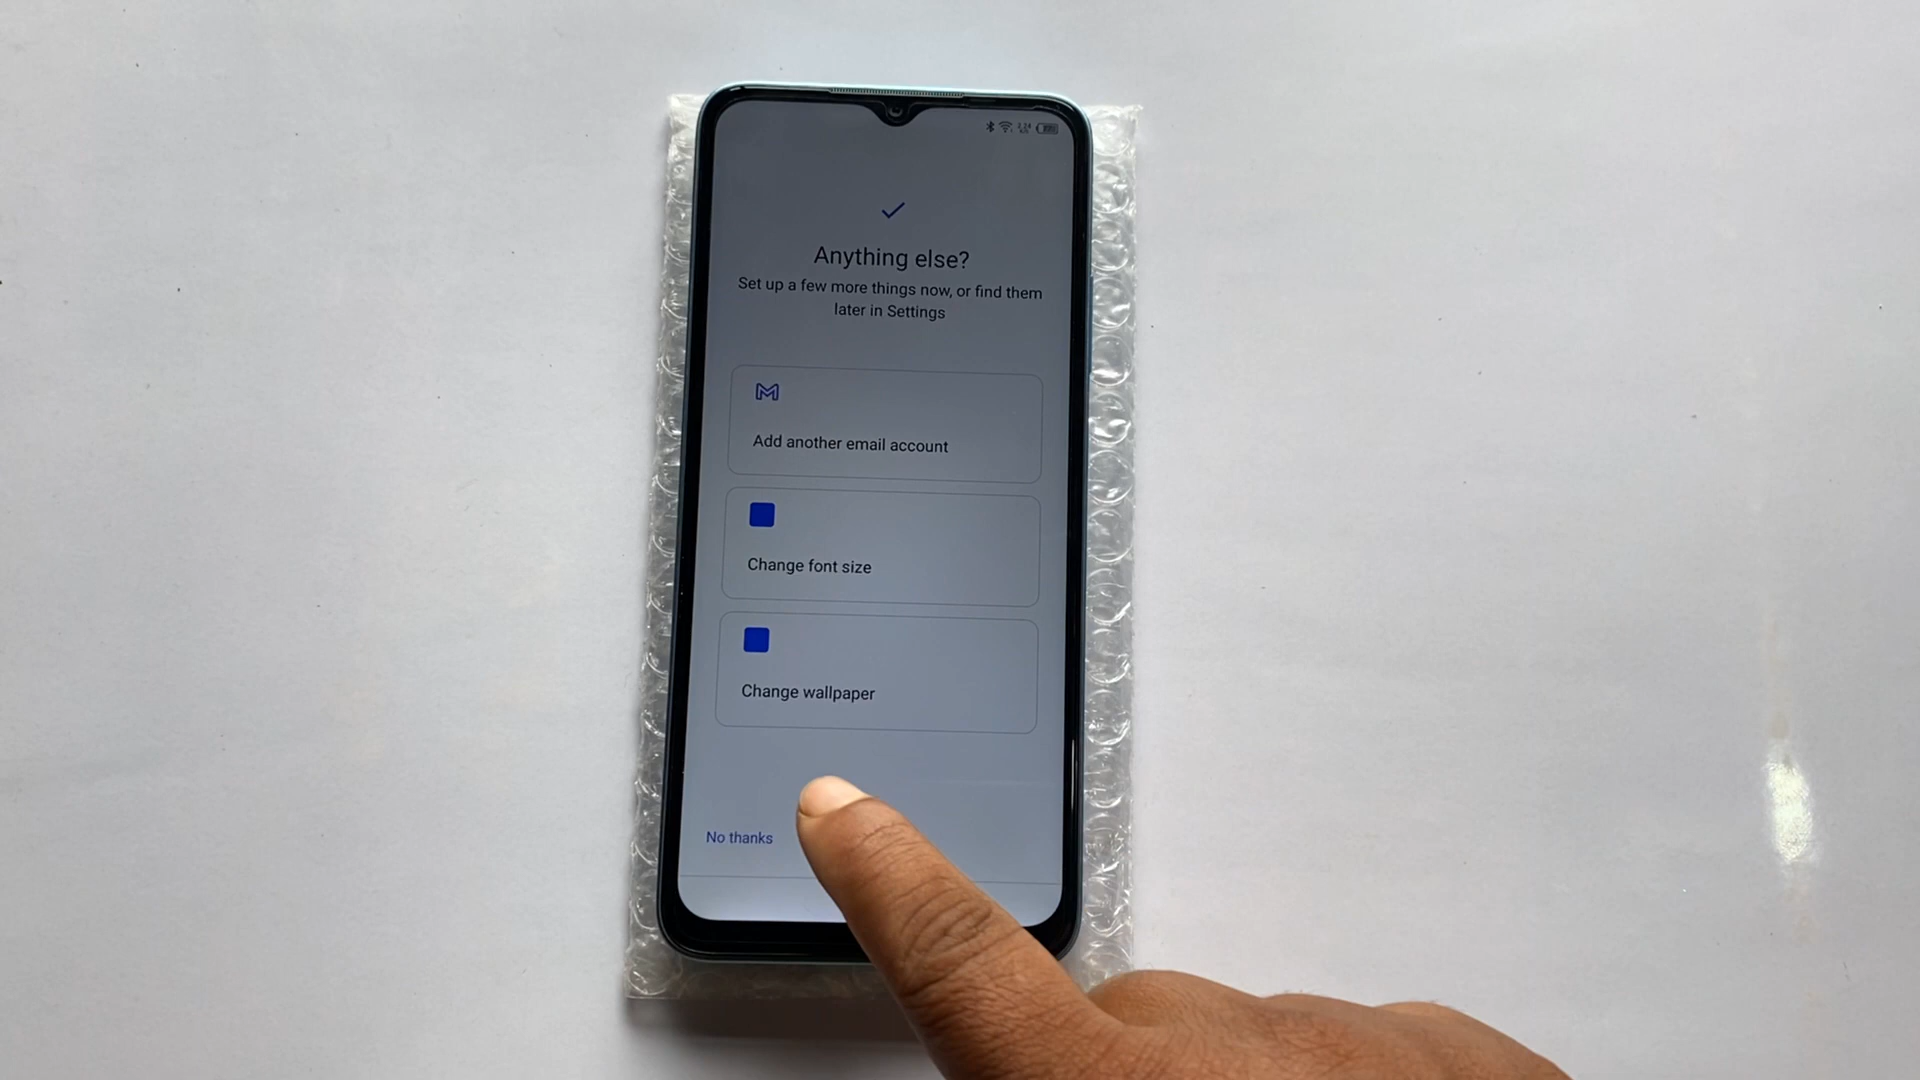 Anything else?
Set up a few more things now, or find them
later in Settings
Add another email account
Change font size
Change wallpaper
No thanks